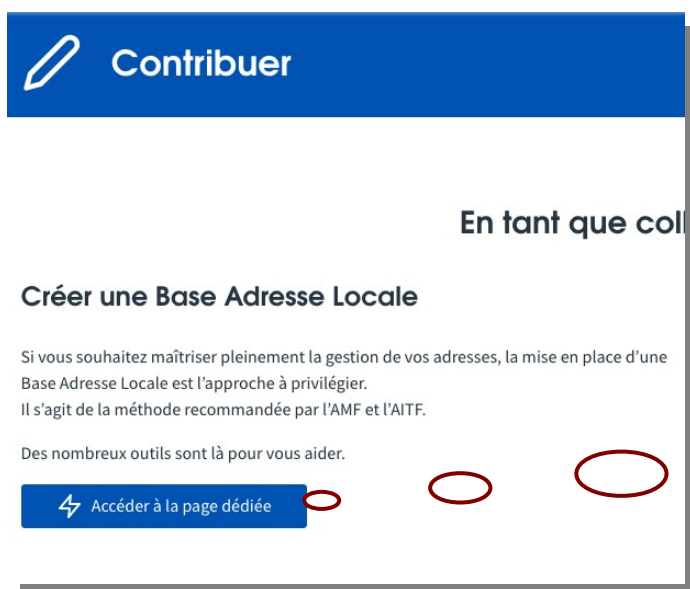 Contribuer
En tant que coll
Créer une Base Adresse Locale
Si vous souhaitez maîtriser pleinement la gestion de vos adresses, la mise en place d’une
Base Adresse Locale est l’approche à privilégier.
Il s’agit de la méthode recommandée par l’AMF et l’AITF.
Des nombreux outils sont là pour vous aider.
Accéder à la page dédiée